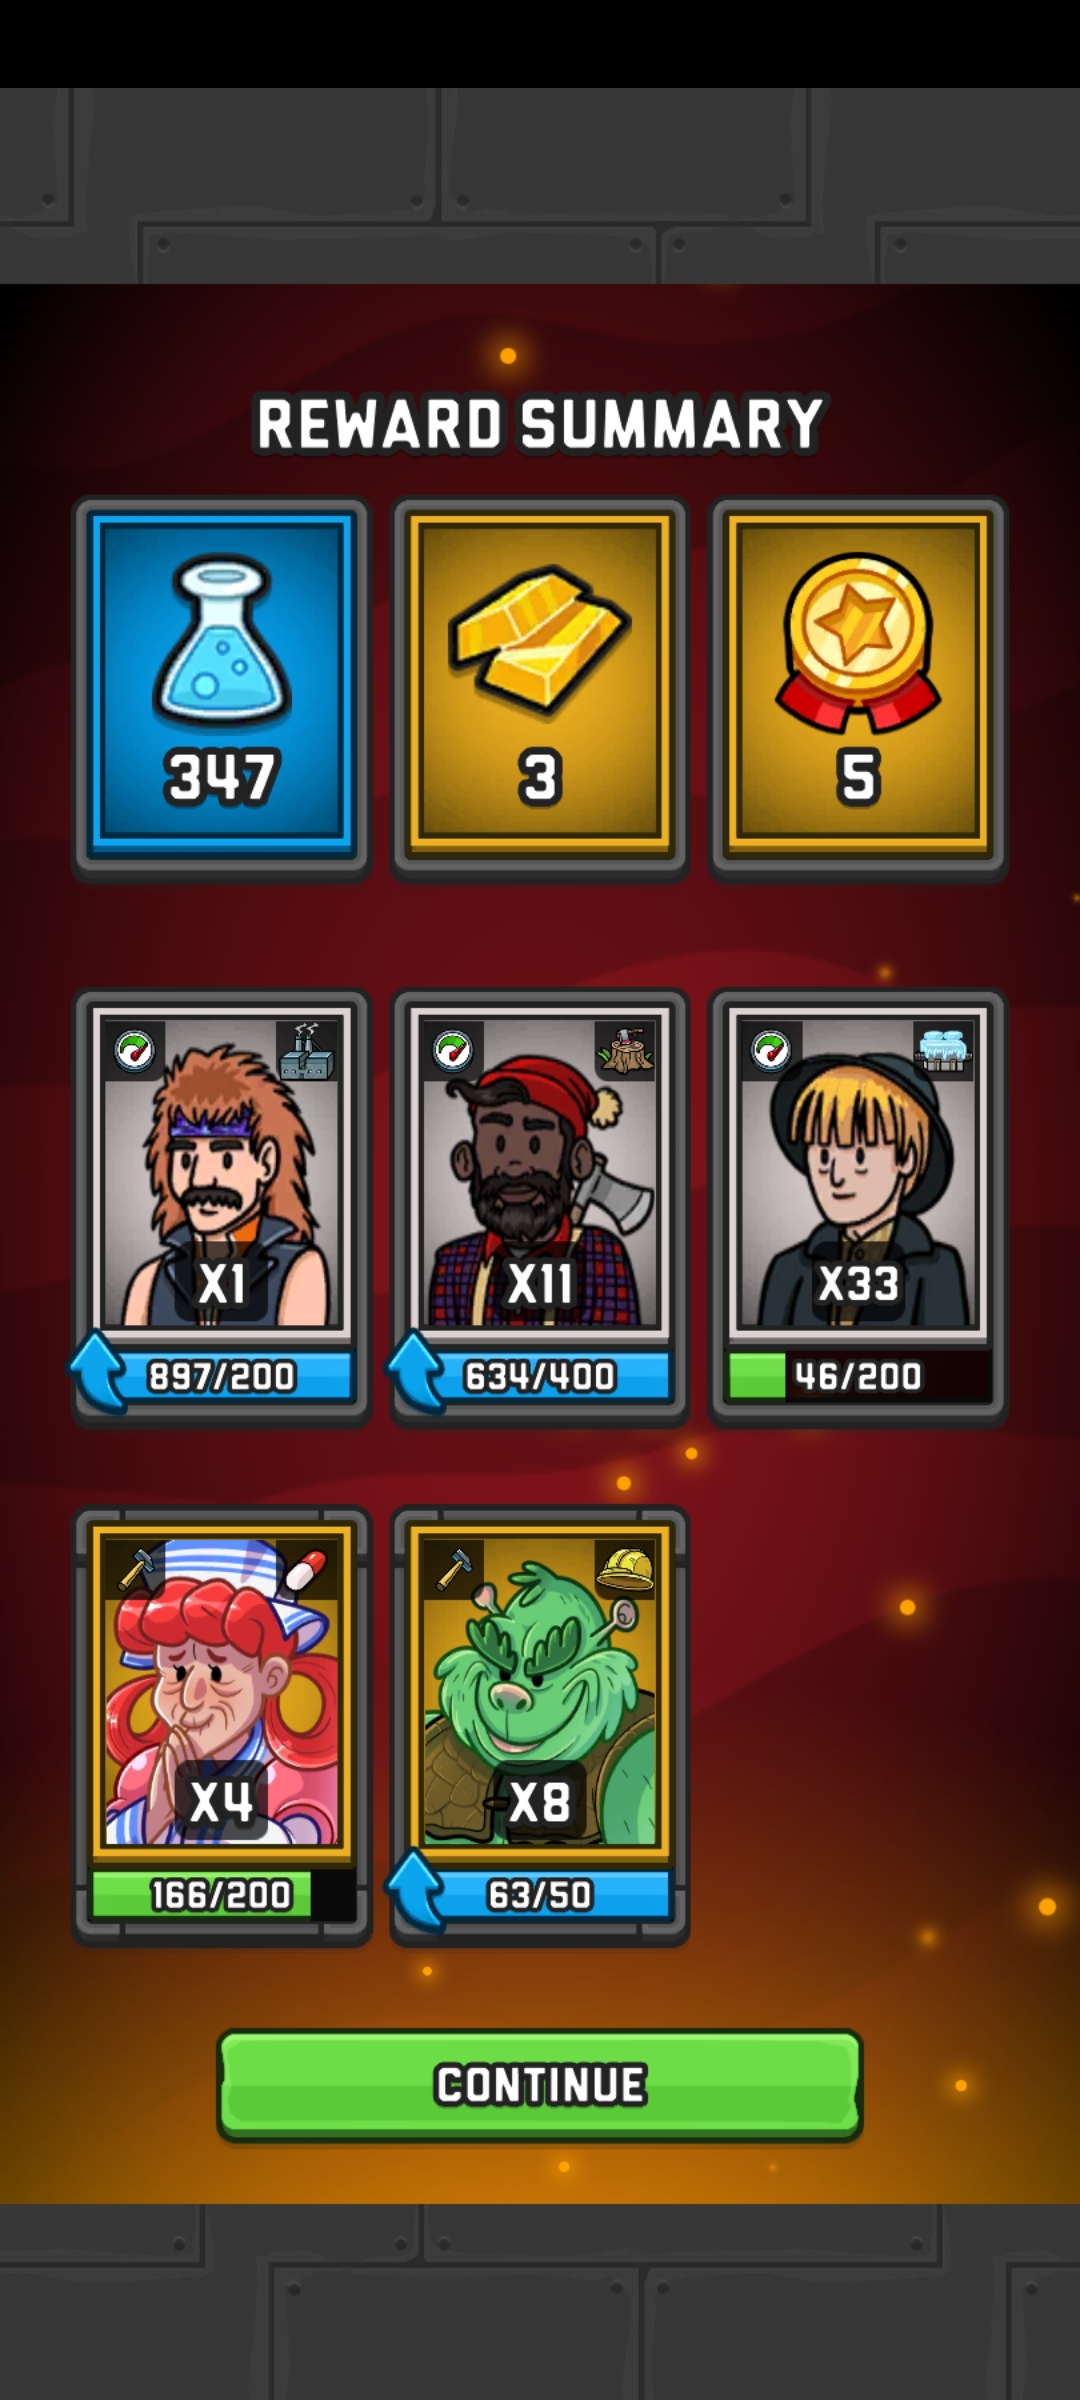 REWARD SUMMARY
347
3
5
X1
X11
X33
897/200
634/400
46/200
X4
X8
166/200
63/50
CONTINUE